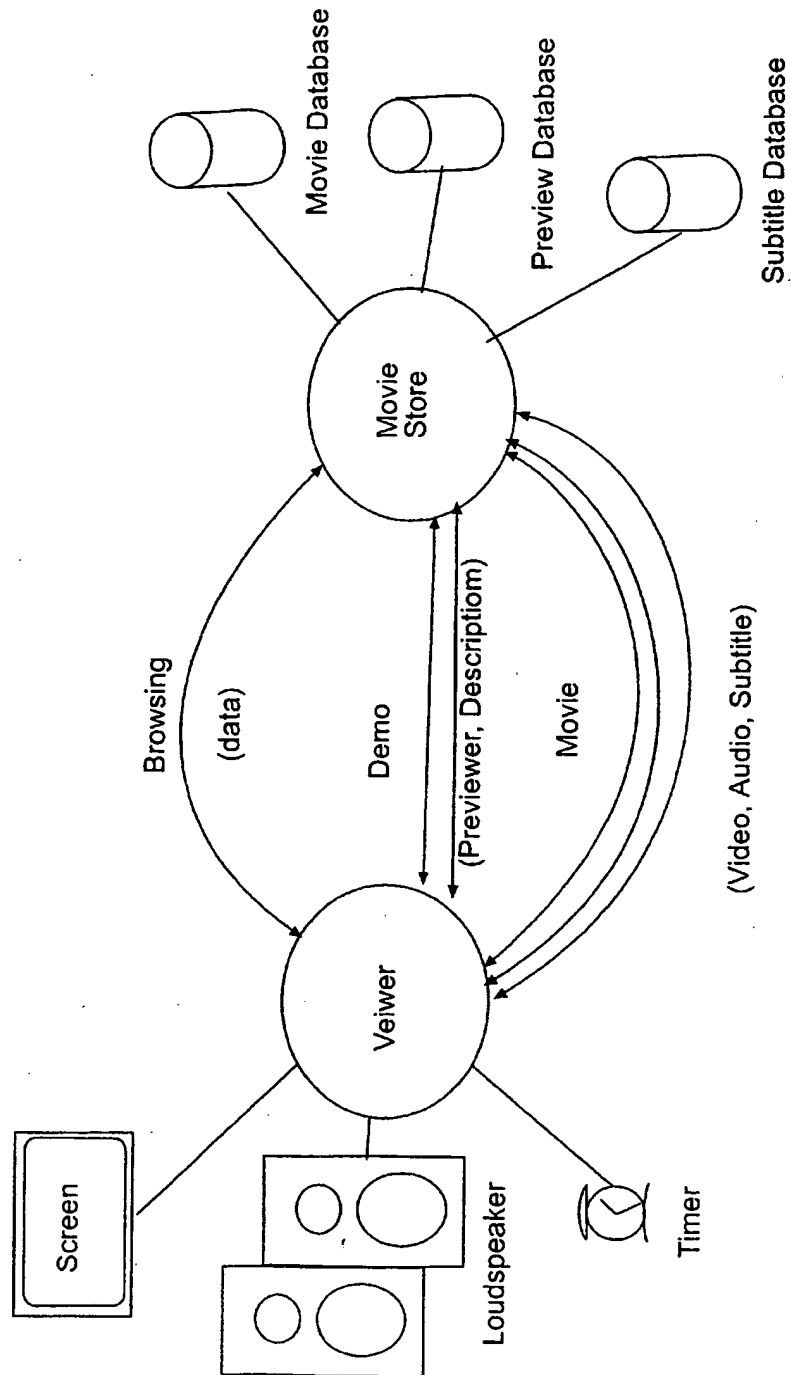 Screen
Loudspeaker
Timer
Veiwer
Browsing
(data)
Demo
(Previewer, Descriptiom)
Movie
(Video, Audio, Subtitle)
Movie
Store
Movie Database
Preview Database
Subtitle Database